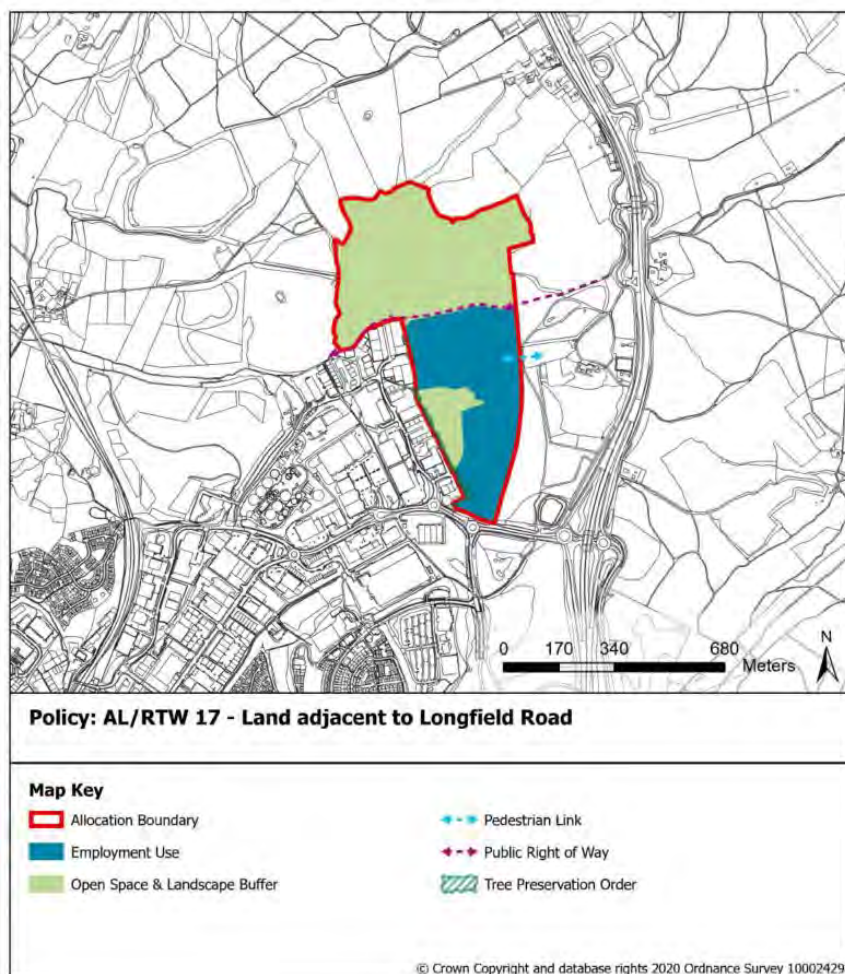 0 170 340 680
Meters
N
Policy: AL/RTW 17 - Land adjacent to Longfield Road
Map Key
Allocation Boundary
Employment Use
Open Space & Landscape Buffer
Pedestrian Link
Public Right of Way
Tree Preservation Order
© Crown Copyright and database rights 2020 Ordnance Survey 10002429